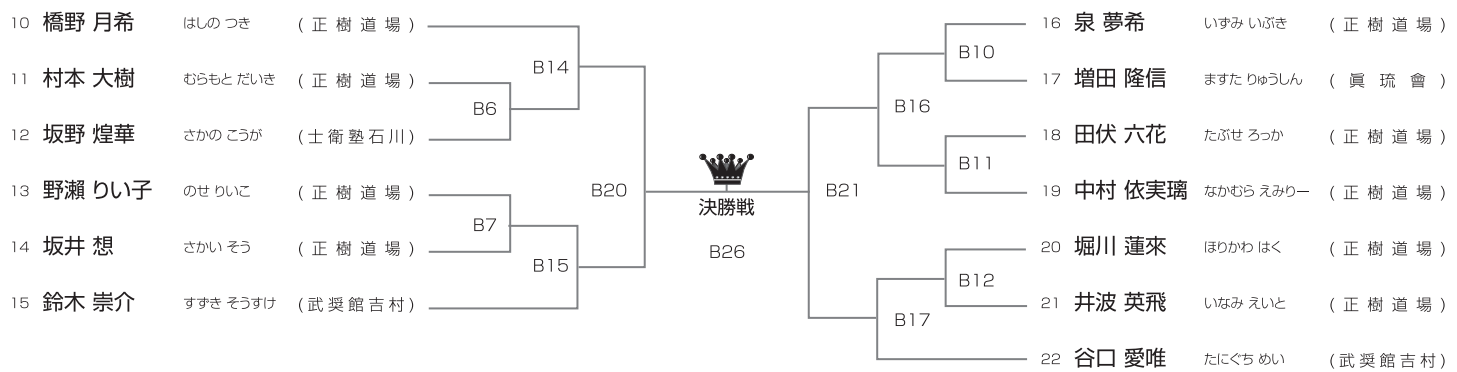 10 橋野 月希 はしの つき (正樹道場)
B14
11 村本 大樹 むらもと だいき (正樹道場)
B6
12 坂野 煌華 さかの こうが (士衛塾石川)
B20
13 野瀬 りい子 のせ りいこ (正樹道場)
B7
14 坂井 想 さかい そう (正樹道場)
B15
15 鈴木 崇介 すずき そうすけ (武奨館吉村)
決勝戦
B26
16 泉 夢希 いずみ いぶき (正樹道場)
B10
17 増田 隆信 ますた りゅうしん (眞琉會)
B16
18 田伏 六花 たぶせ ろっか (正樹道場)
B11
19 中村 依実璃 なかむら えみりー (正樹道場)
B21
20 堀川 蓮來 ほりかわ はく (正樹道場)
B12
21 井波 英飛 いなみ えいと (正樹道場)
B17
22 谷口 愛唯 たにぐち めい (武奨館吉村)